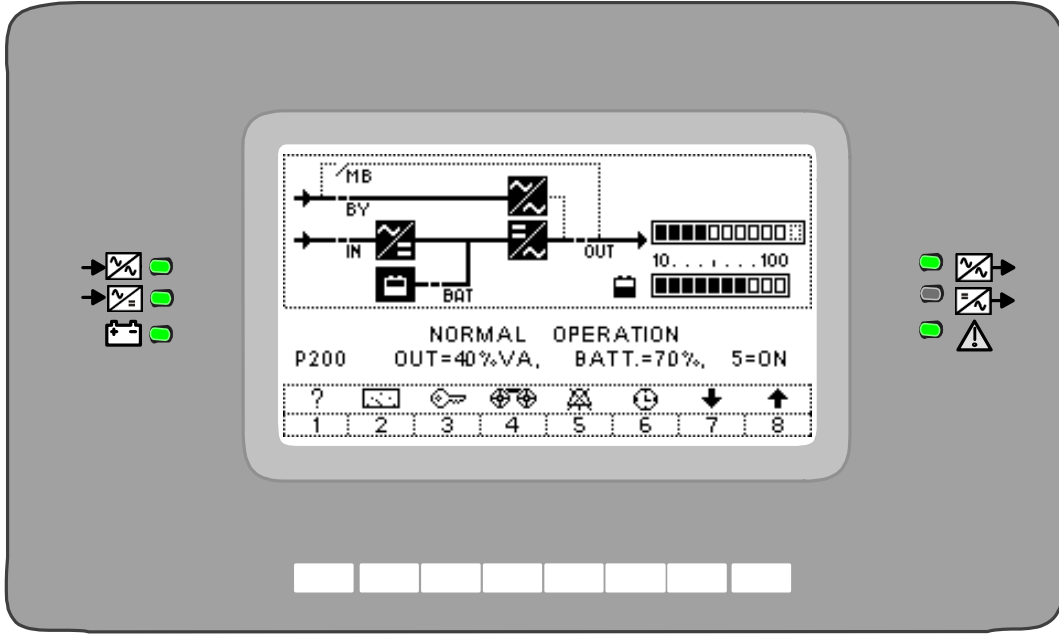 MB
BY
IN
OUT
10. . . ı . . . 100
BAT
NORMAL OPERATION
P200 OUT=40%VA, BATT.=70%, 5=ON
?
1 2 3 4 5 6 7 8